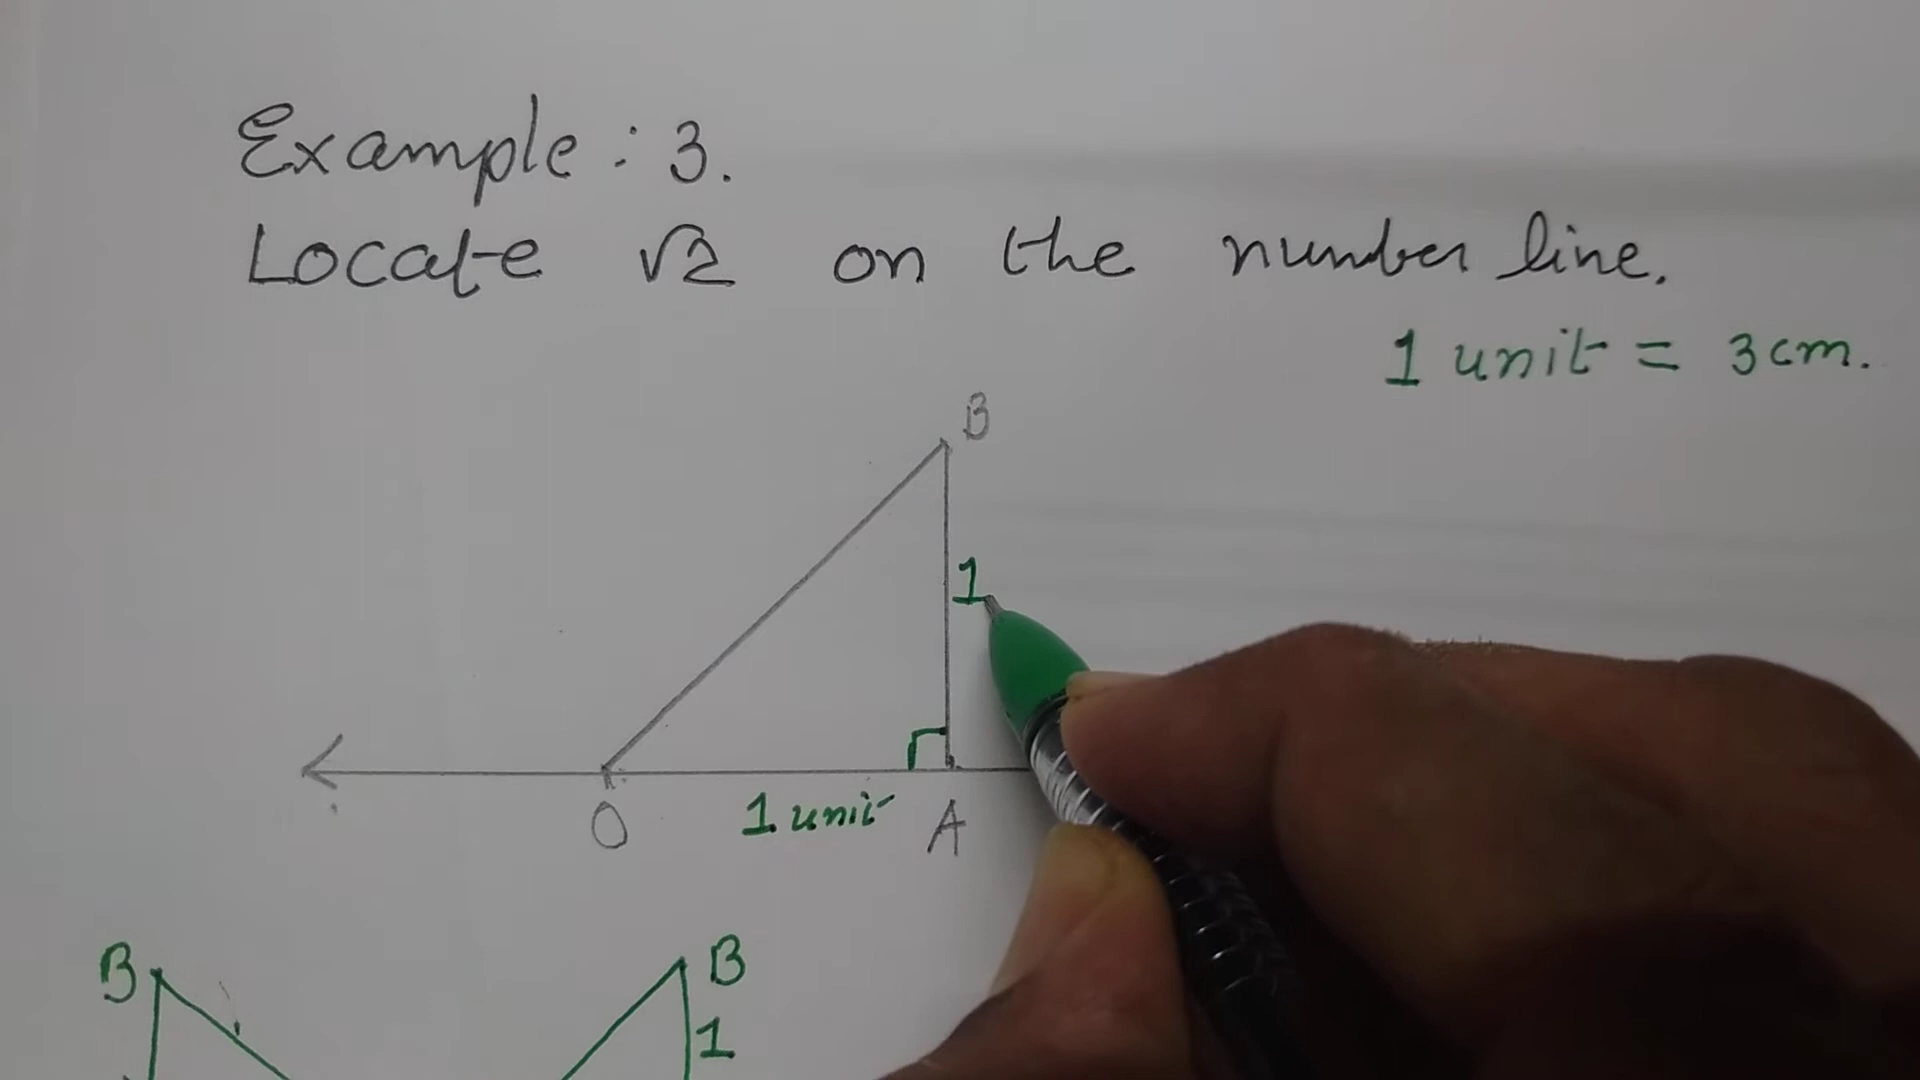 Example : 3.
Locate √2 on the number line.
1 unit = 3cm.
B
1
O 1 unit A
B B
1